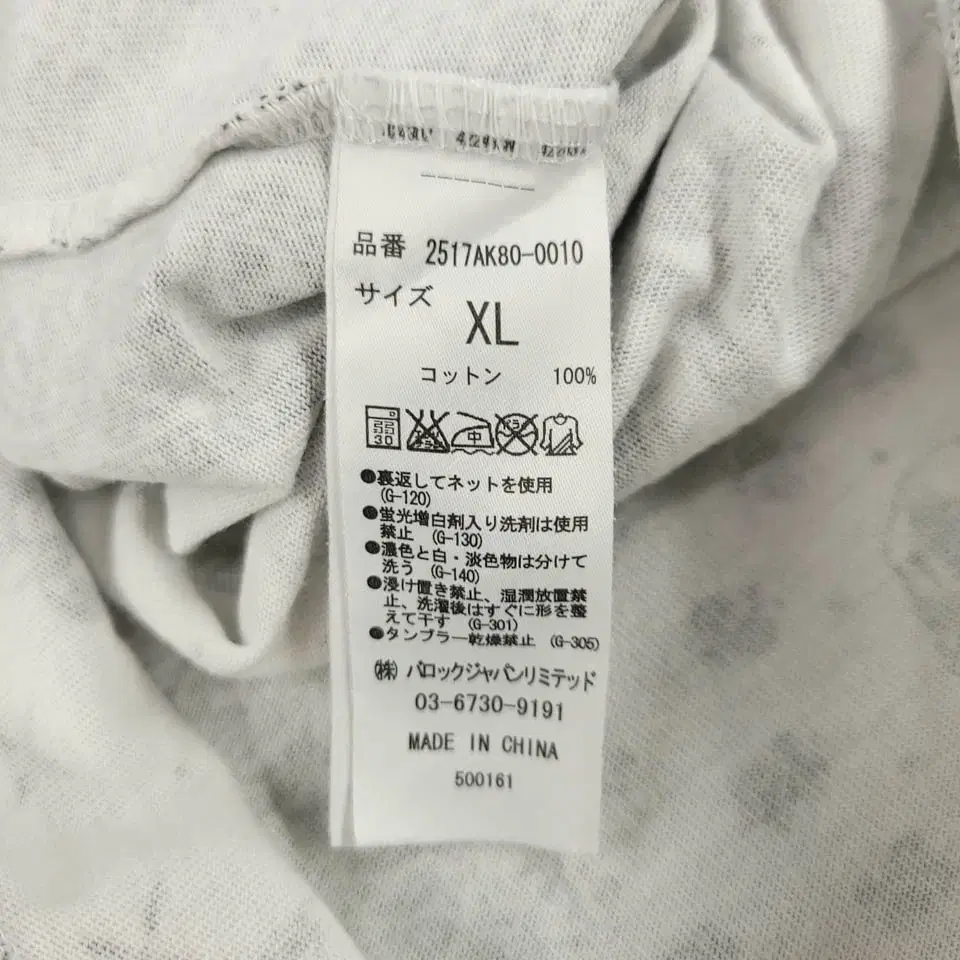 品番 2517AK80-0010
サイズ XL
コットン 100%
弱 30 中
●裏返してネットを使用
(G-120)
●蛍光増白剤入り洗剤は使用
禁止 (G-130)
●濃色と白・淡色物は分けて
洗う (G-140)
●浸け置き禁止、湿潤放置禁
止、洗濯後はすぐに形を整
えて干す (G-301)
●タンブラー乾燥禁止 (G-305)
㈱ バロックジャパンリミテッド
03-6730-9191
MADE IN CHINA
500161